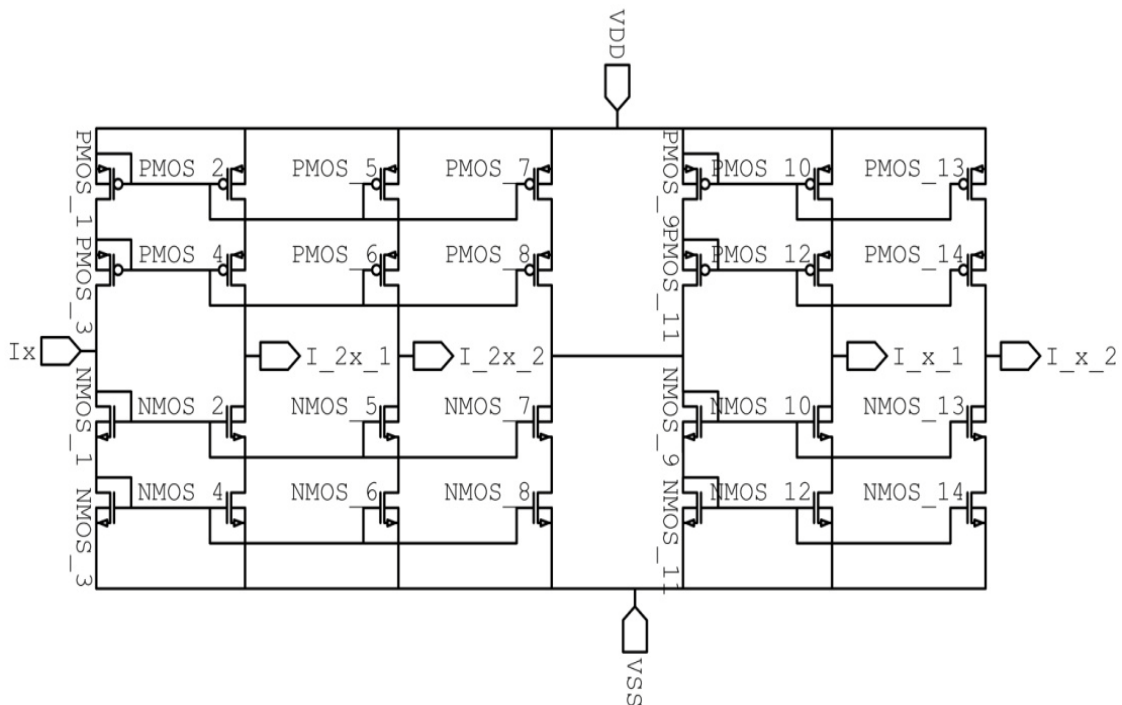 VDD
PMOS_1
PMOS_2
PMOS_5
PMOS_7
PMOS_9
PMOS_10
PMOS_13
PMOS_3
PMOS_4
PMOS_6
PMOS_8
PMOS_11
PMOS_12
PMOS_14
Ix
I_2x_1
I_2x_2
I_x_1
I_x_2
NMOS_1
NMOS_2
NMOS_5
NMOS_7
NMOS_9
NMOS_10
NMOS_13
NMOS_3
NMOS_4
NMOS_6
NMOS_8
NMOS_11
NMOS_12
NMOS_14
VSS